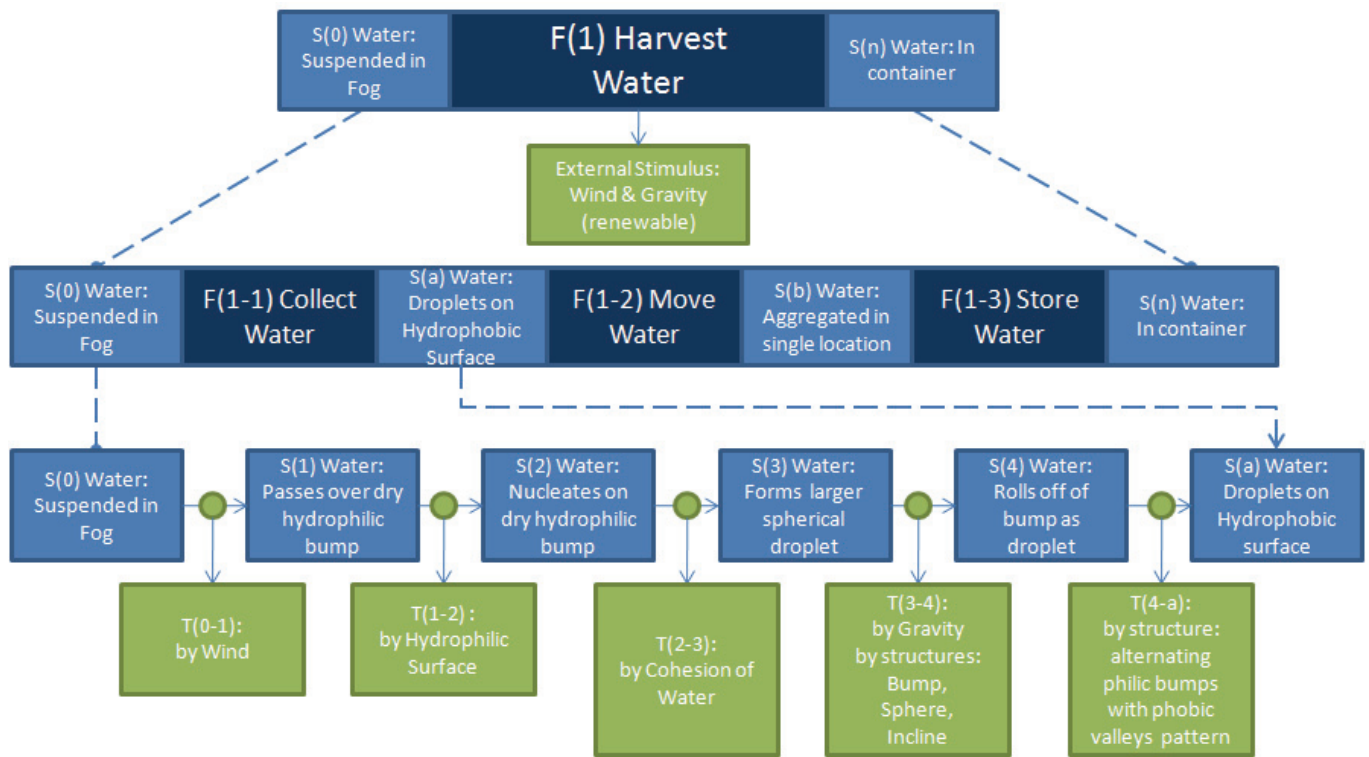 S(0) Water:
Suspended in
Fog
F(1) Harvest
Water
S(n) Water: In
container
External Stimulus:
Wind & Gravity
(renewable)
S(0) Water:
Suspended in
Fog
F(1-1) Collect
Water
S(a) Water:
Droplets on
Hydrophobic
Surface
F(1-2) Move
Water
S(b) Water:
Aggregated in
single location
F(1-3) Store
Water
S(n) Water:
In container
S(0) Water:
Suspended in
Fog
S(1) Water:
Passes over dry
hydrophilic
bump
S(2) Water:
Nucleates on
dry hydrophilic
bump
S(3) Water:
Forms larger
spherical
droplet
S(4) Water:
Rolls off of
bump as
droplet
S(a) Water:
Droplets on
Hydrophobic
surface
T(0-1):
by Wind
T(1-2) :
by Hydrophilic
Surface
T(2-3):
by Cohesion of
Water
T(3-4):
by Gravity
by structures:
Bump,
Sphere,
Incline
T(4-a):
by structure:
alternating
philic bumps
with phobic
valleys pattern